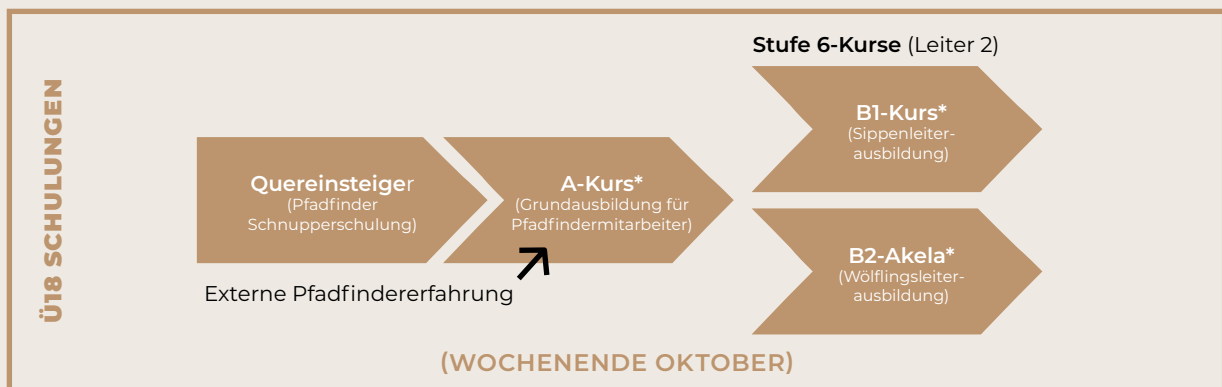 Ü18 SCHULUNGEN
Stufe 6-Kurse (Leiter 2)
Quereinsteiger
(Pfadfinder
Schnupperschulung)
A-Kurs*
(Grundausbildung für
Pfadfindermitarbeiter)
Externe Pfadfindererfahrung
B1-Kurs*
(Sippenleiter-
ausbildung)
B2-Akela*
(Wölflingsleiter-
ausbildung)
(WOCHENENDE OKTOBER)